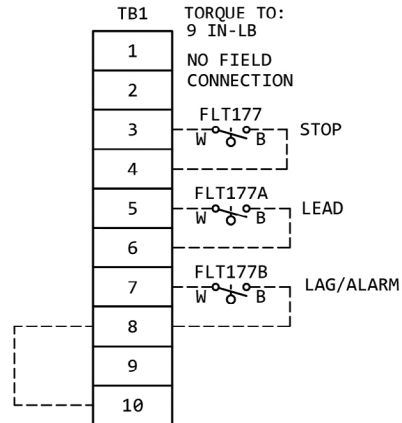 TB1 TORQUE TO:
9 IN-LB
1
NO FIELD
2 CONNECTION
FLT177
3 W B STOP
4
FLT177A
5 W B LEAD
6
FLT177B
7 W B LAG/ALARM
8
9
10